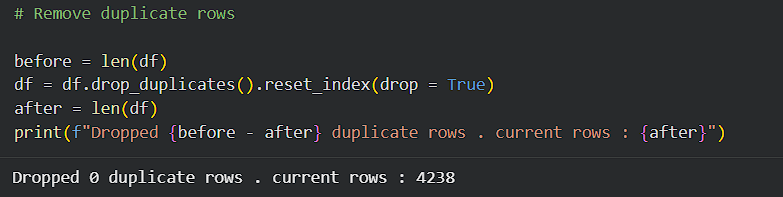 # Remove duplicate rows
before = len(df)
df = df.drop_duplicates().reset_index(drop = True)
after = len(df)
print(f"Dropped {before - after} duplicate rows . current rows : {after}")
Dropped 0 duplicate rows . current rows : 4238